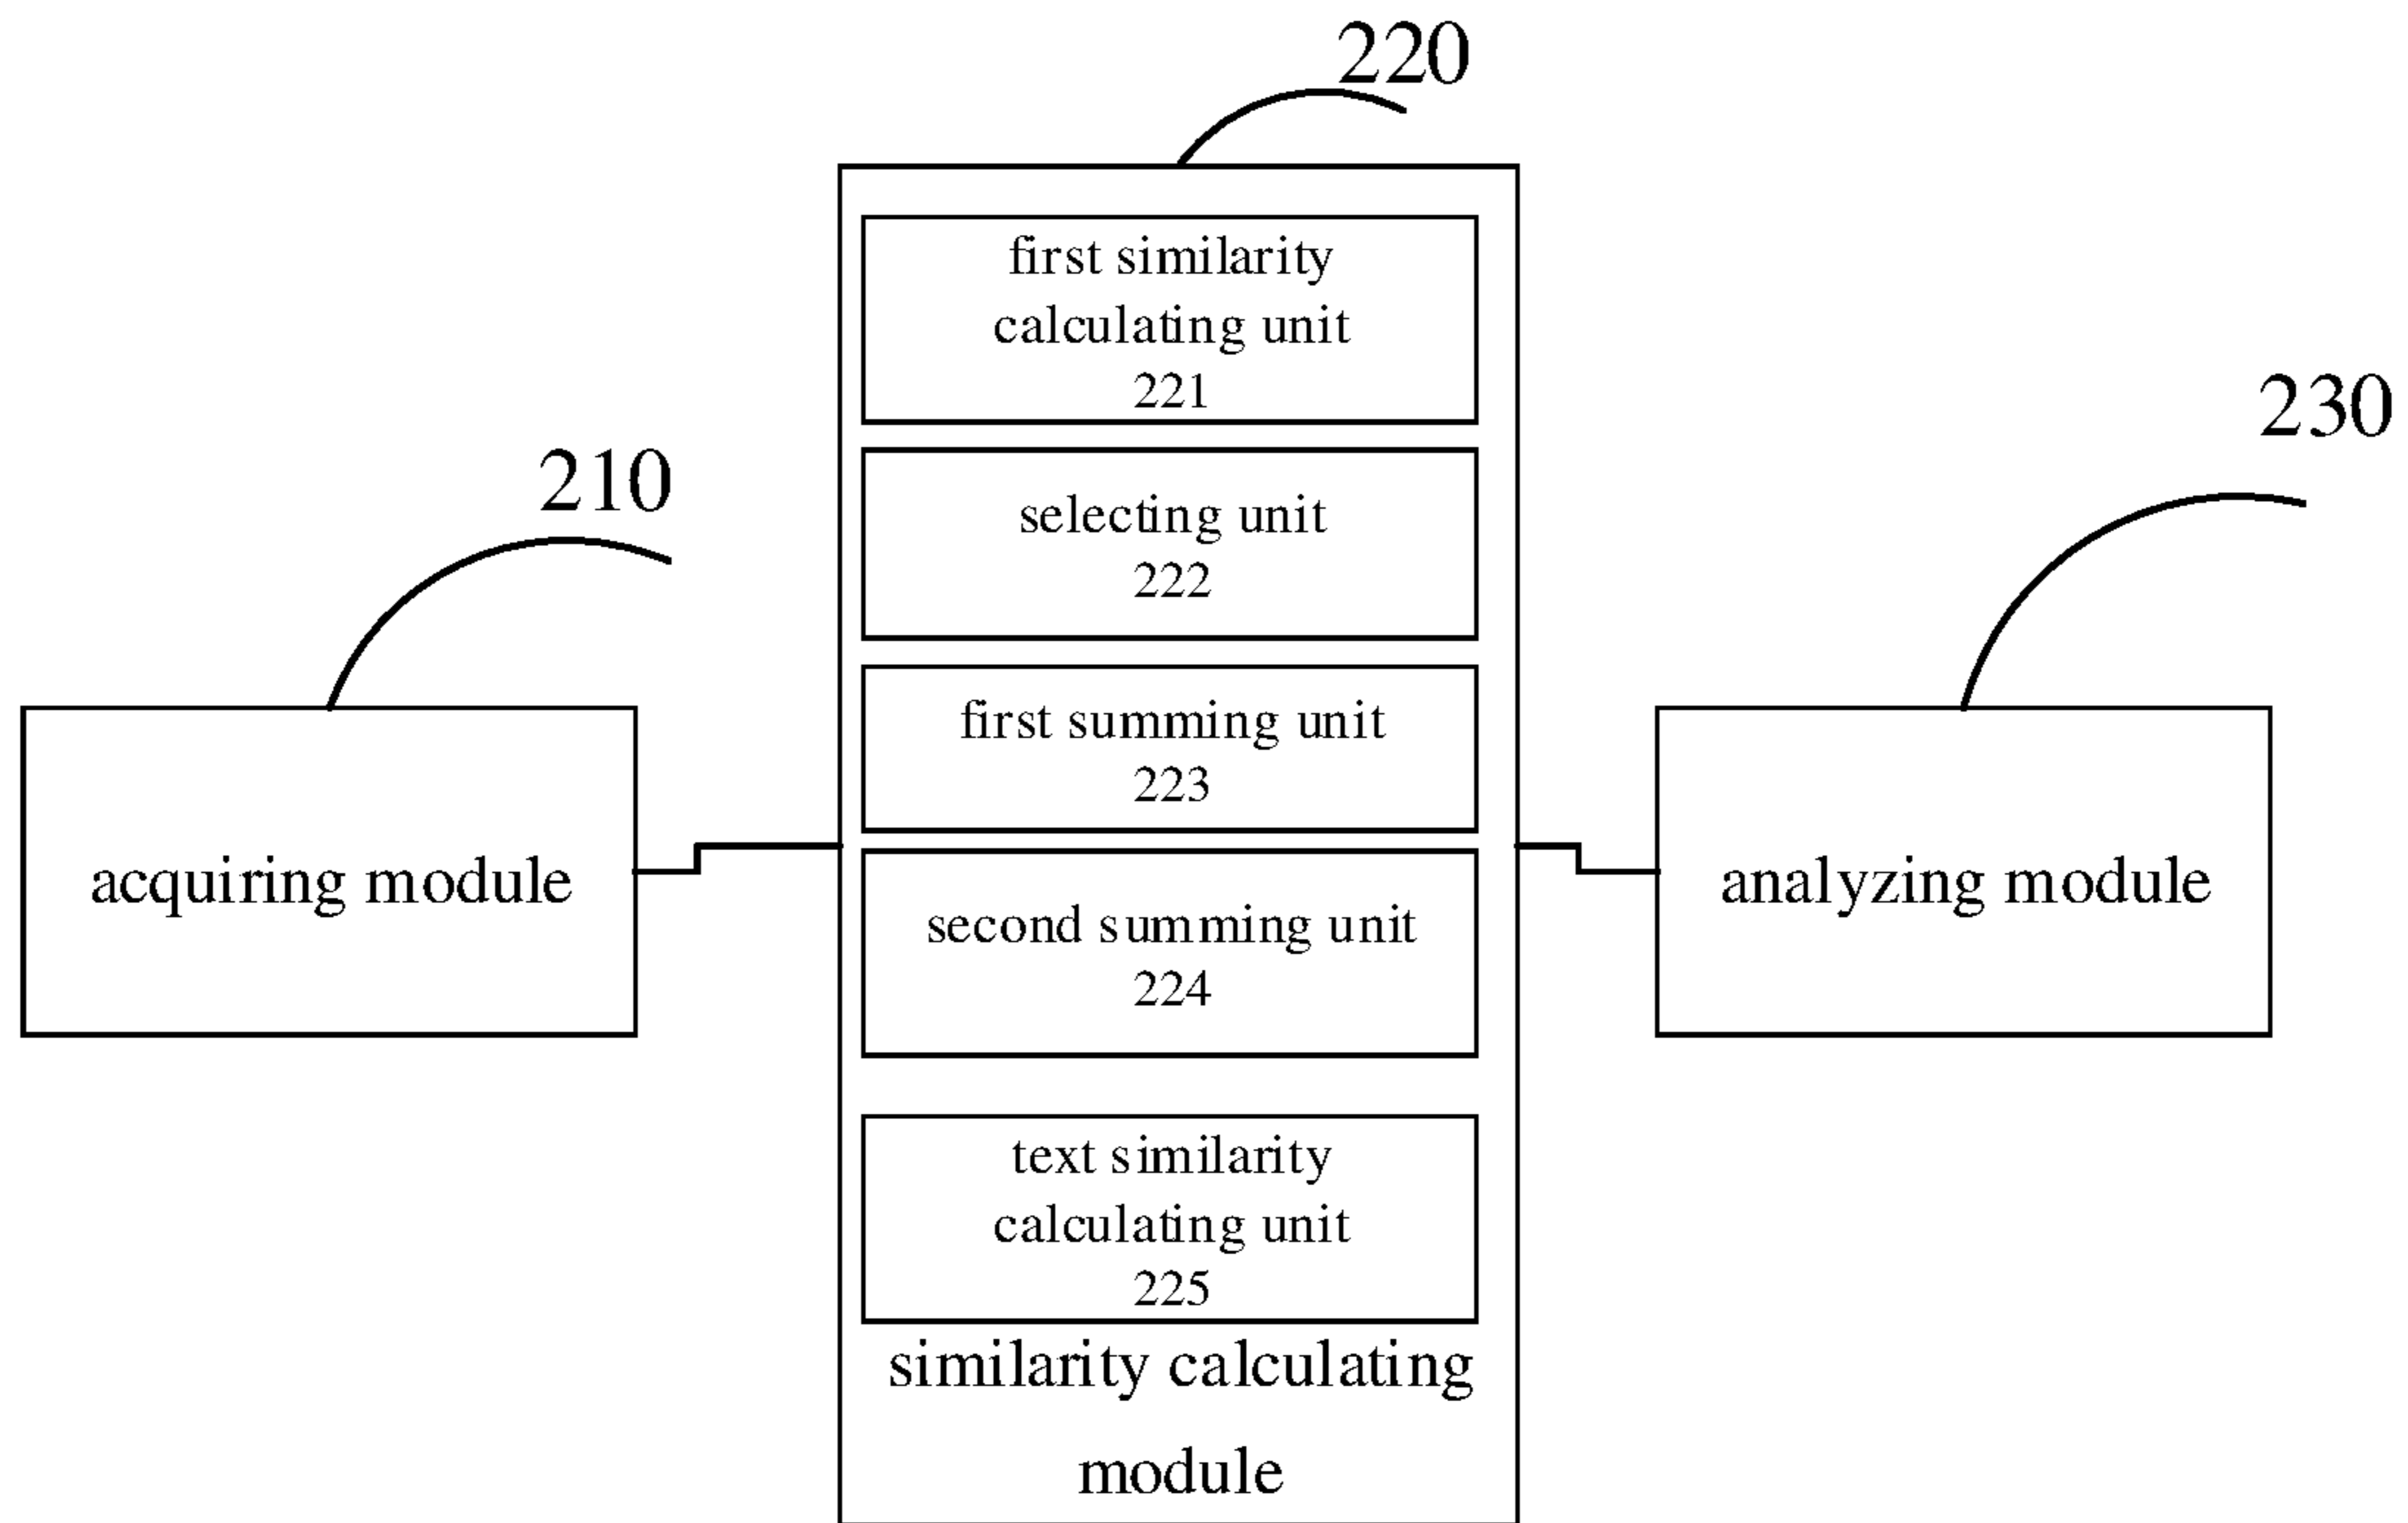 220
first similarity
calculating unit
221
230
selecting unit
222
210
first summing unit
223
acquiring module
second summing unit
224
analyzing module
text similarity
calculating unit
225
similarity calculating
module